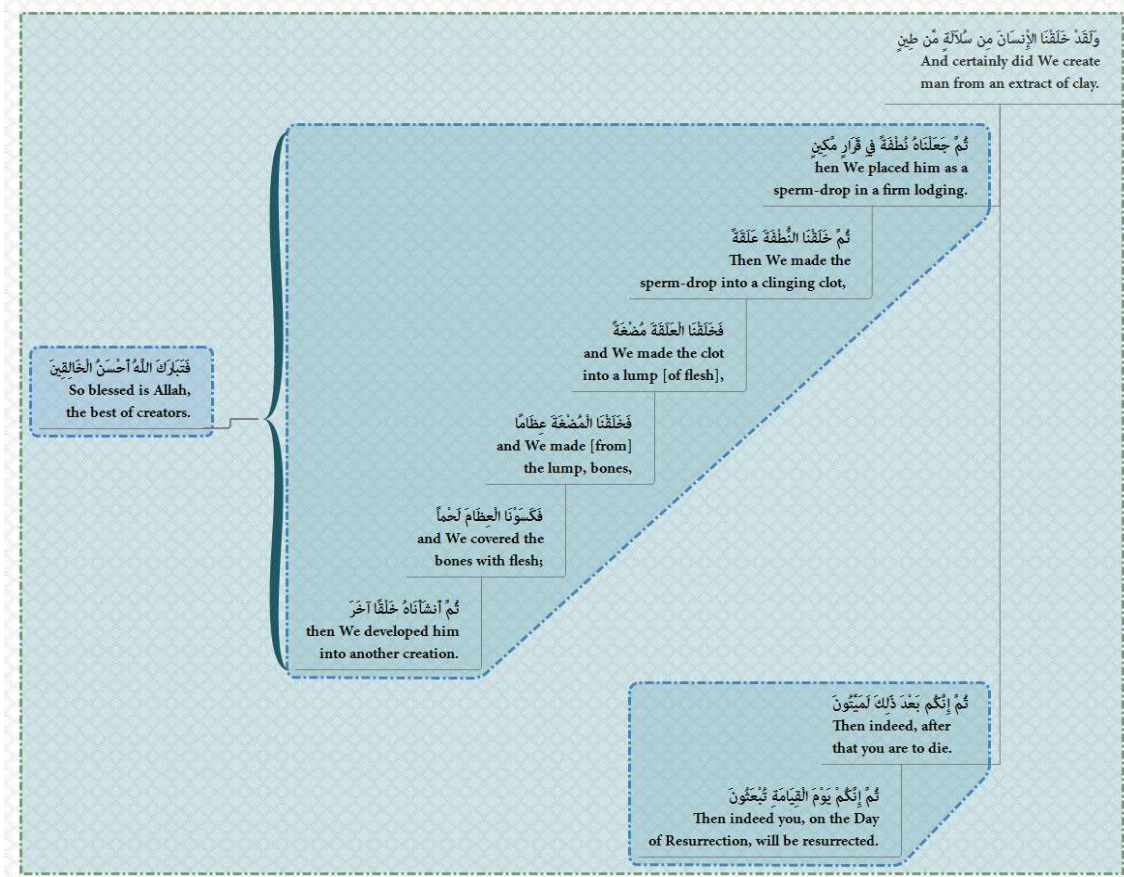 وَلَقَدْ خَلَقْنَا الْإِنسَانَ مِن سُلَالَةٍ مِّن طِينٍ
And certainly did We create
man from an extract of clay.
ثُمَّ جَعَلْنَاهُ نُطْفَةً فِي قَرَارٍ مَّكِينٍ
hen We placed him as a
sperm-drop in a firm lodging.
ثُمَّ خَلَقْنَا النُّطْفَةَ عَلَقَةً
Then We made the
sperm-drop into a clinging clot,
فَخَلَقْنَا الْعَلَقَةَ مُضْغَةً
and We made the clot
into a lump [of flesh],
فَخَلَقْنَا الْمُضْغَةَ عِظَامًا
and We made [from]
the lump, bones,
فَكَسَوْنَا الْعِظَامَ لَحْماً
and We covered the
bones with flesh;
ثُمَّ أَنشَأْنَاهُ خَلْقًا آخَرَ
then We developed him
into another creation.
فَتَبَارَكَ اللَّهُ أَحْسَنُ الْخَالِقِينَ
So blessed is Allah,
the best of creators.
ثُمَّ إِنَّكُم بَعْدَ ذَٰلِكَ لَمَيِّتُونَ
Then indeed, after
that you are to die.
ثُمَّ إِنَّكُمْ يَوْمَ الْقِيَامَةِ تُبْعَثُونَ
Then indeed you, on the Day
of Resurrection, will be resurrected.